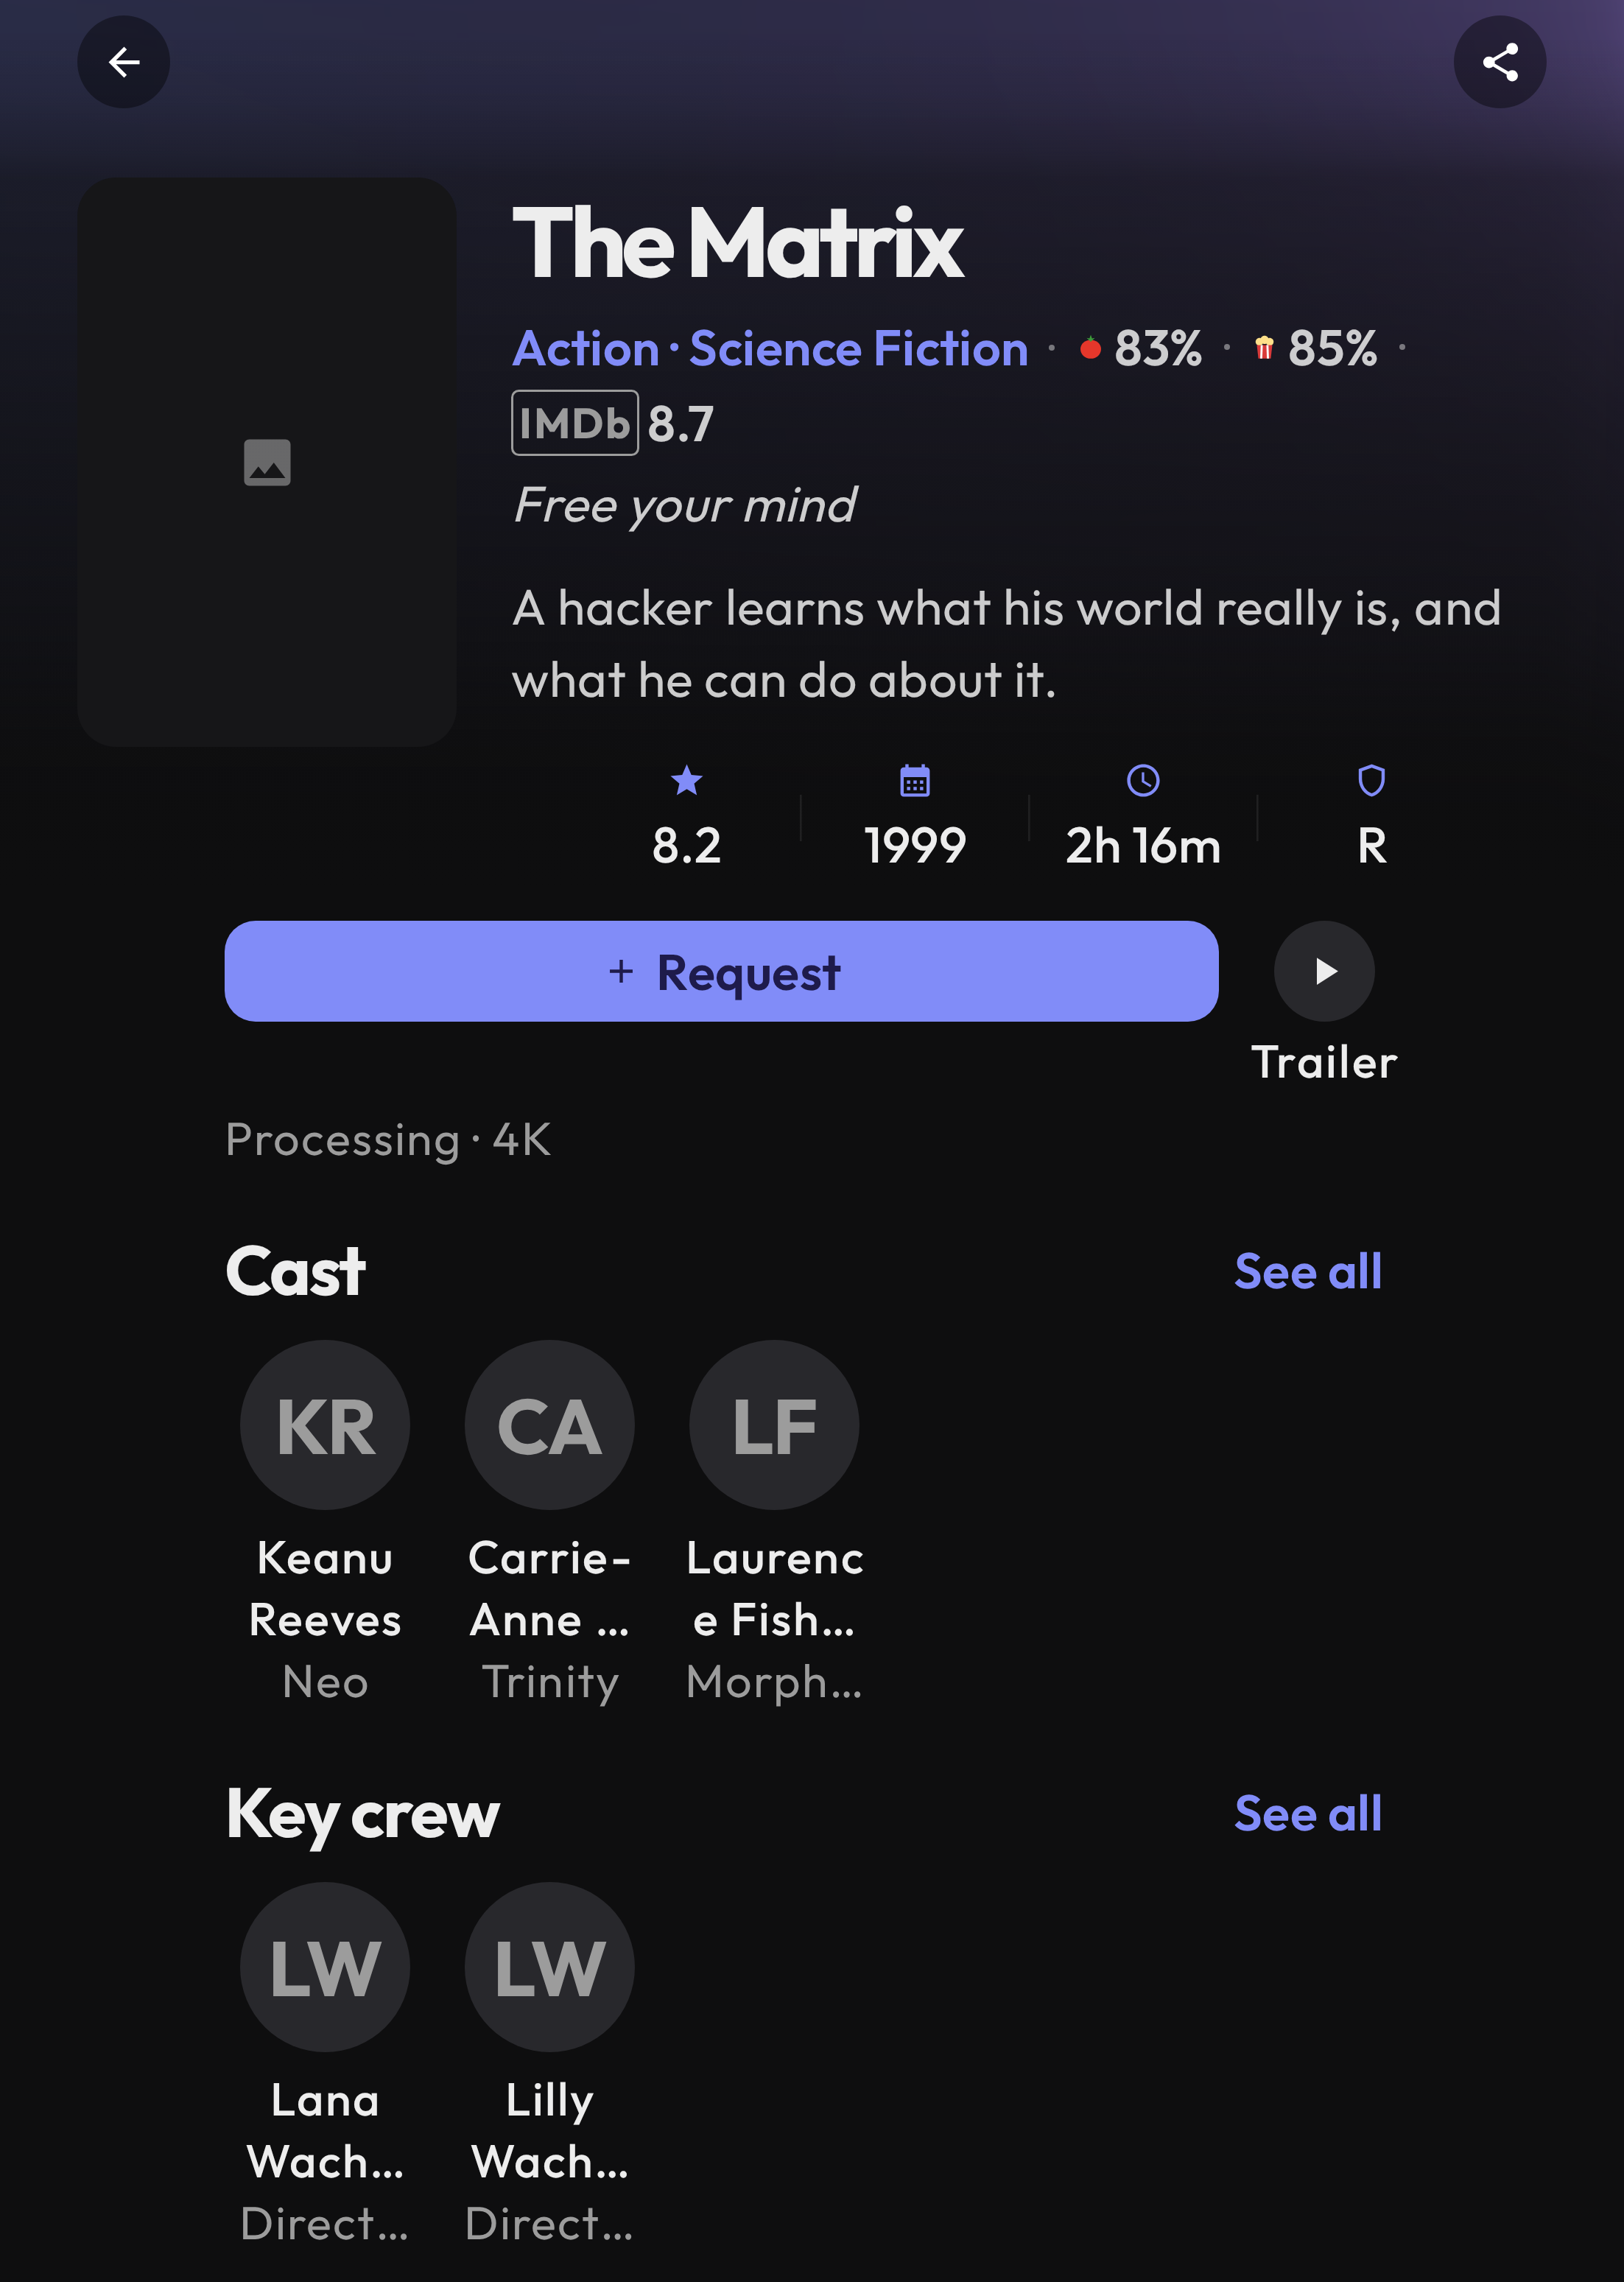 The Matrix
Action · Science Fiction · 83% · 85% ·
IMDb 8.7
Free your mind
A hacker learns what his world really is, and
what he can do about it.
8.2 1999 2h 16m R
+ Request
Trailer
Processing · 4K
Cast See all
KR CA LF
Keanu Carrie- Laurenc
Reeves Anne ... e Fish...
Neo Trinity Morph...
Key crew See all
LW LW
Lana Lilly
Wach... Wach...
Direct... Direct...